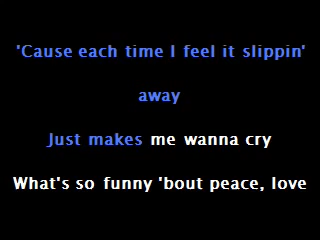 'Cause each time I feel it slippin'
away
Just makes me wanna cry
What's so funny 'bout peace, love